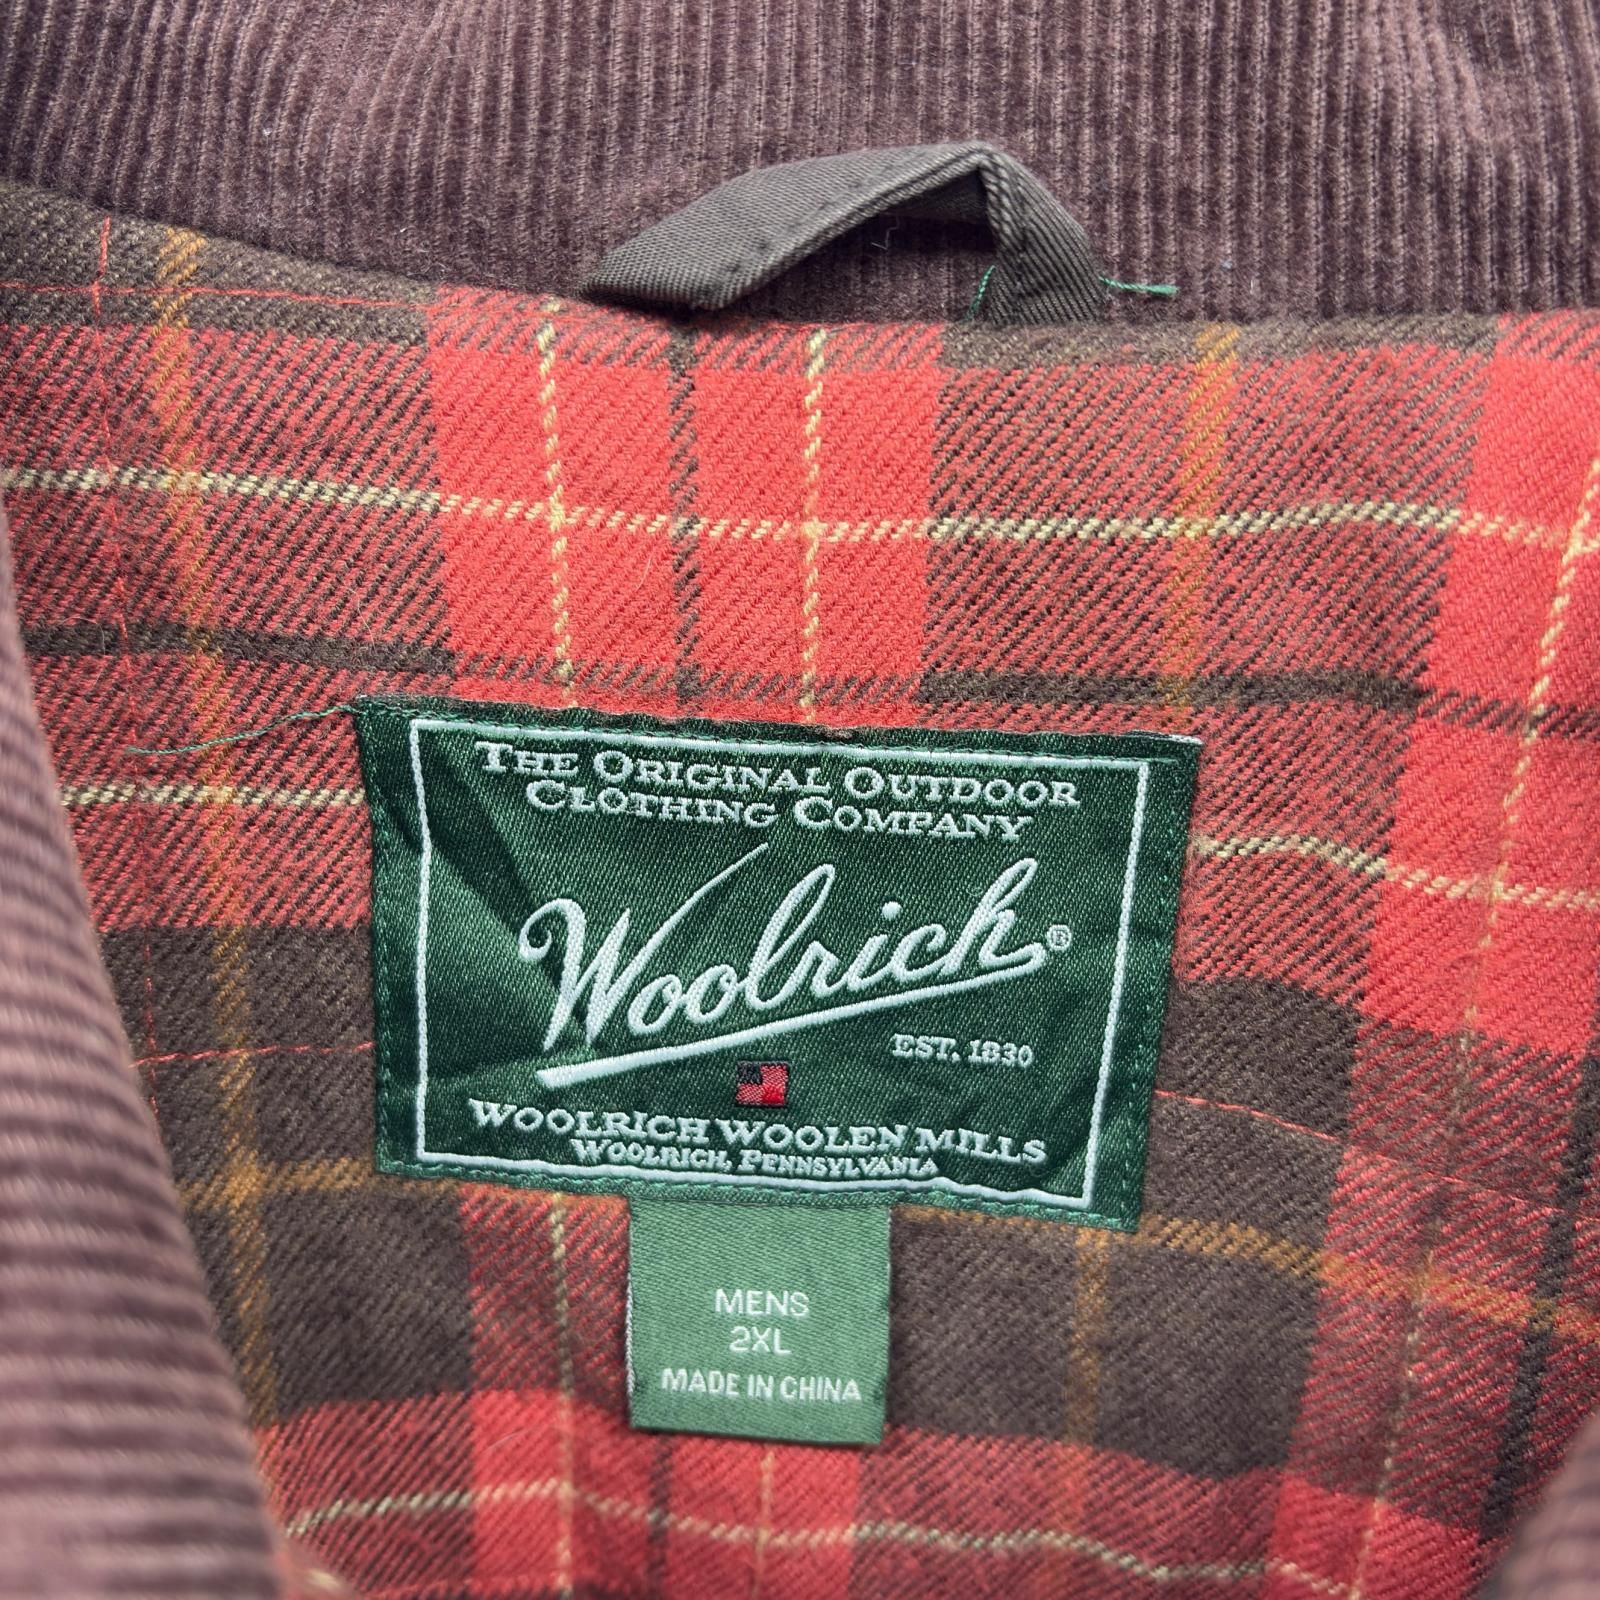 THE ORIGINAL OUTDOOR
CLOTHING COMPANY
Woolrich®
EST. 1830
WOOLRICH WOOLEN MILLS
WOOLRICH, PENNSYLVANIA
MENS
2XL
MADE IN CHINA